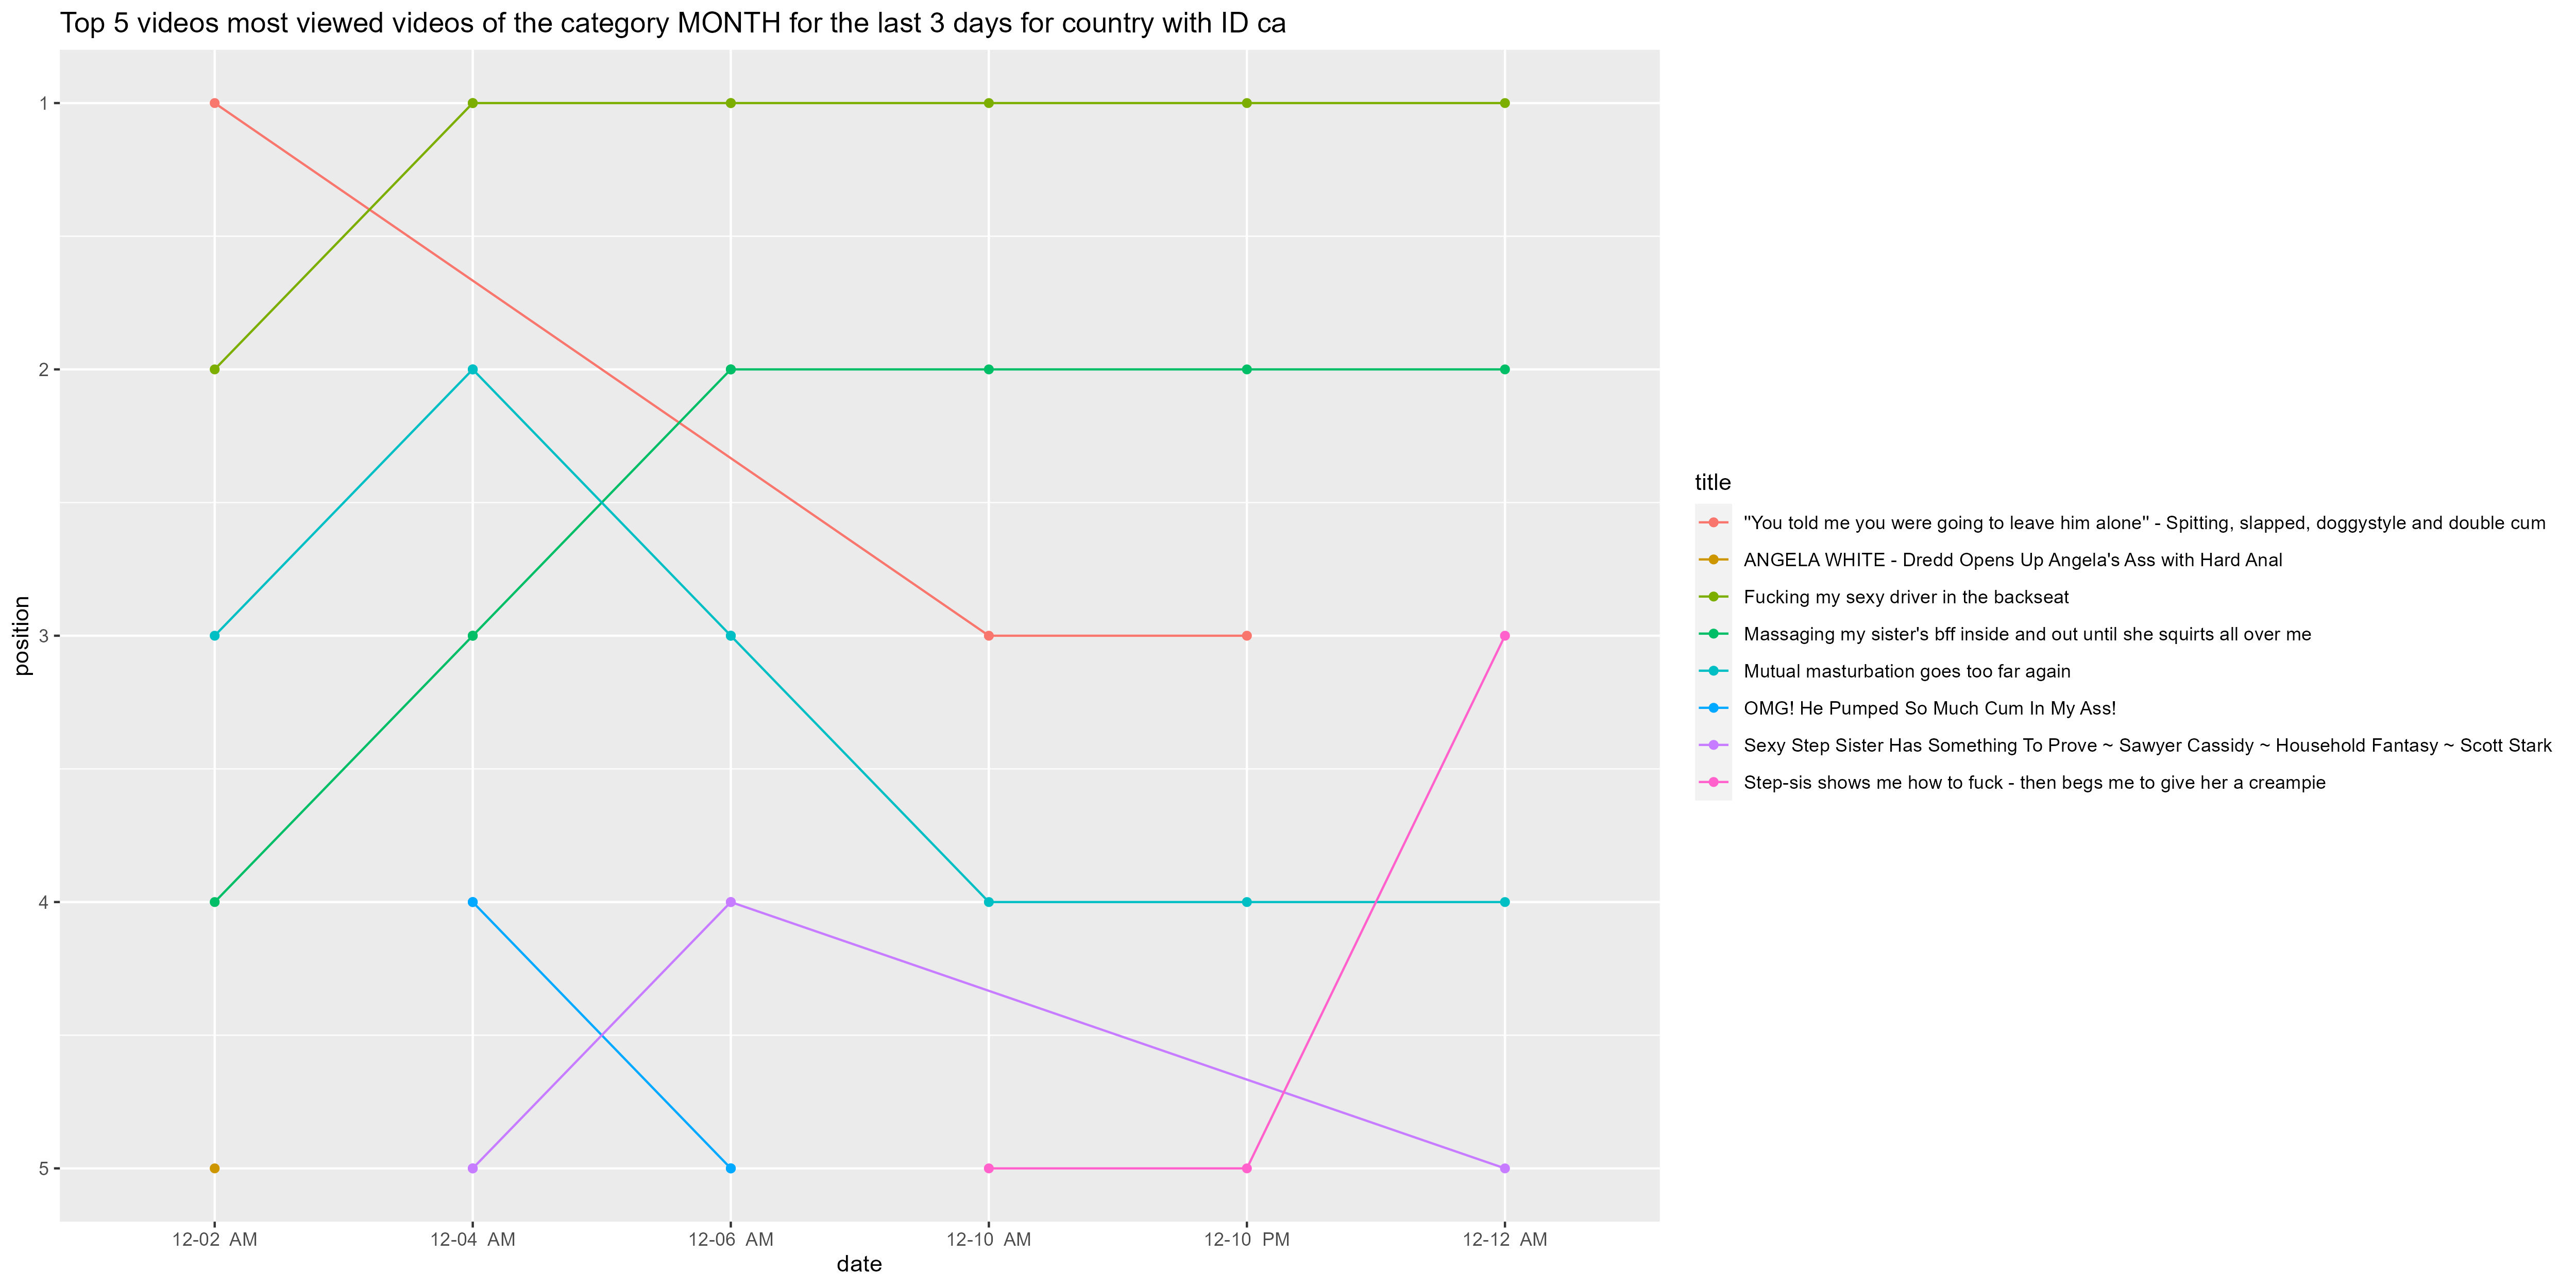 Top 5 videos most viewed videos of the category MONTH for the last 3 days for country with ID ca
1
2
3
4
5
position
12-02 AM
12-04 AM
12-06 AM
12-10 AM
12-10 PM
12-12 AM
date
title
"You told me you were going to leave him alone" - Spitting, slapped, doggystyle and double cum
ANGELA WHITE - Dredd Opens Up Angela's Ass with Hard Anal
Fucking my sexy driver in the backseat
Massaging my sister's bff inside and out until she squirts all over me
Mutual masturbation goes too far again
OMG! He Pumped So Much Cum In My Ass!
Sexy Step Sister Has Something To Prove ~ Sawyer Cassidy ~ Household Fantasy ~ Scott Stark
Step-sis shows me how to fuck - then begs me to give her a creampie